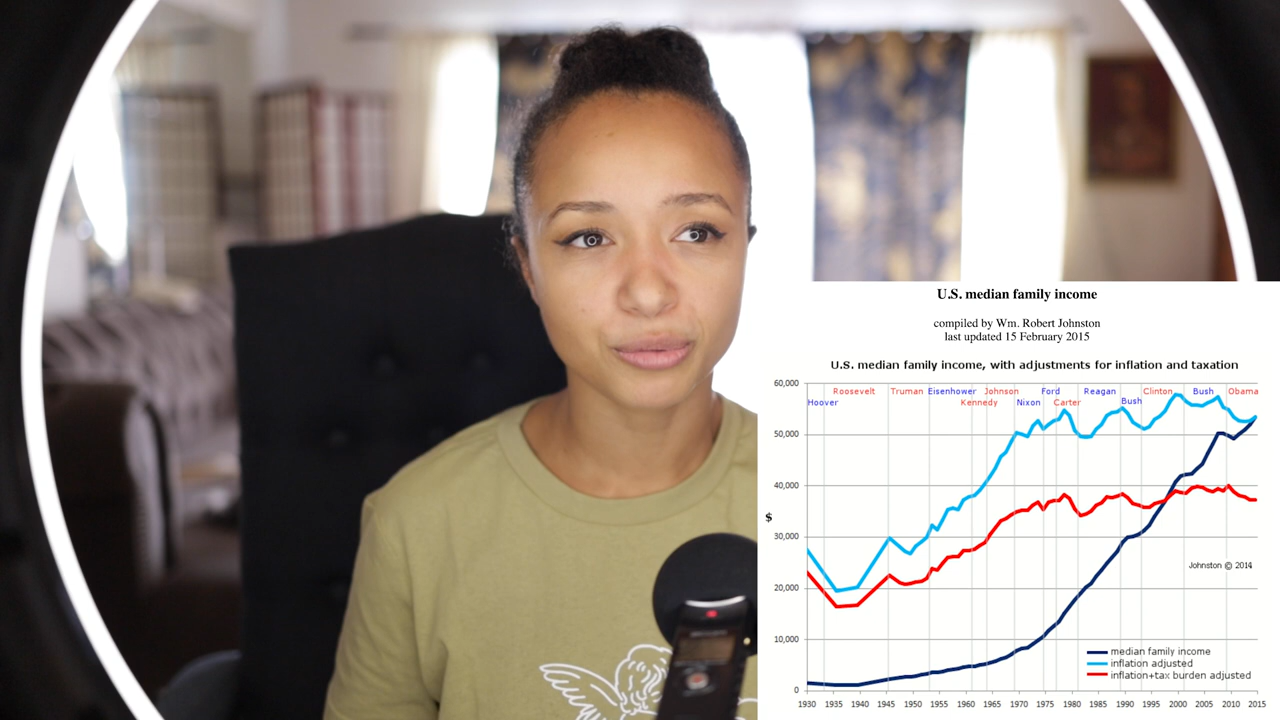 U.S. median family income
compiled by Wm. Robert Johnston
last updated 15 February 2015
U.S. median family income, with adjustments for inflation and taxation
60,000
Roosevelt Truman Eisenhower Johnson Ford Reagan Clinton Bush Obama
Hoover Kennedy Nixon Carter Bush
50,000
40,000
$
30,000
Johnston © 2014
20,000
10,000
median family income
inflation adjusted
inflation+tax burden adjusted
0
1930 1935 1940 1945 1950 1955 1960 1965 1970 1975 1980 1985 1990 1995 2000 2005 2010 2015